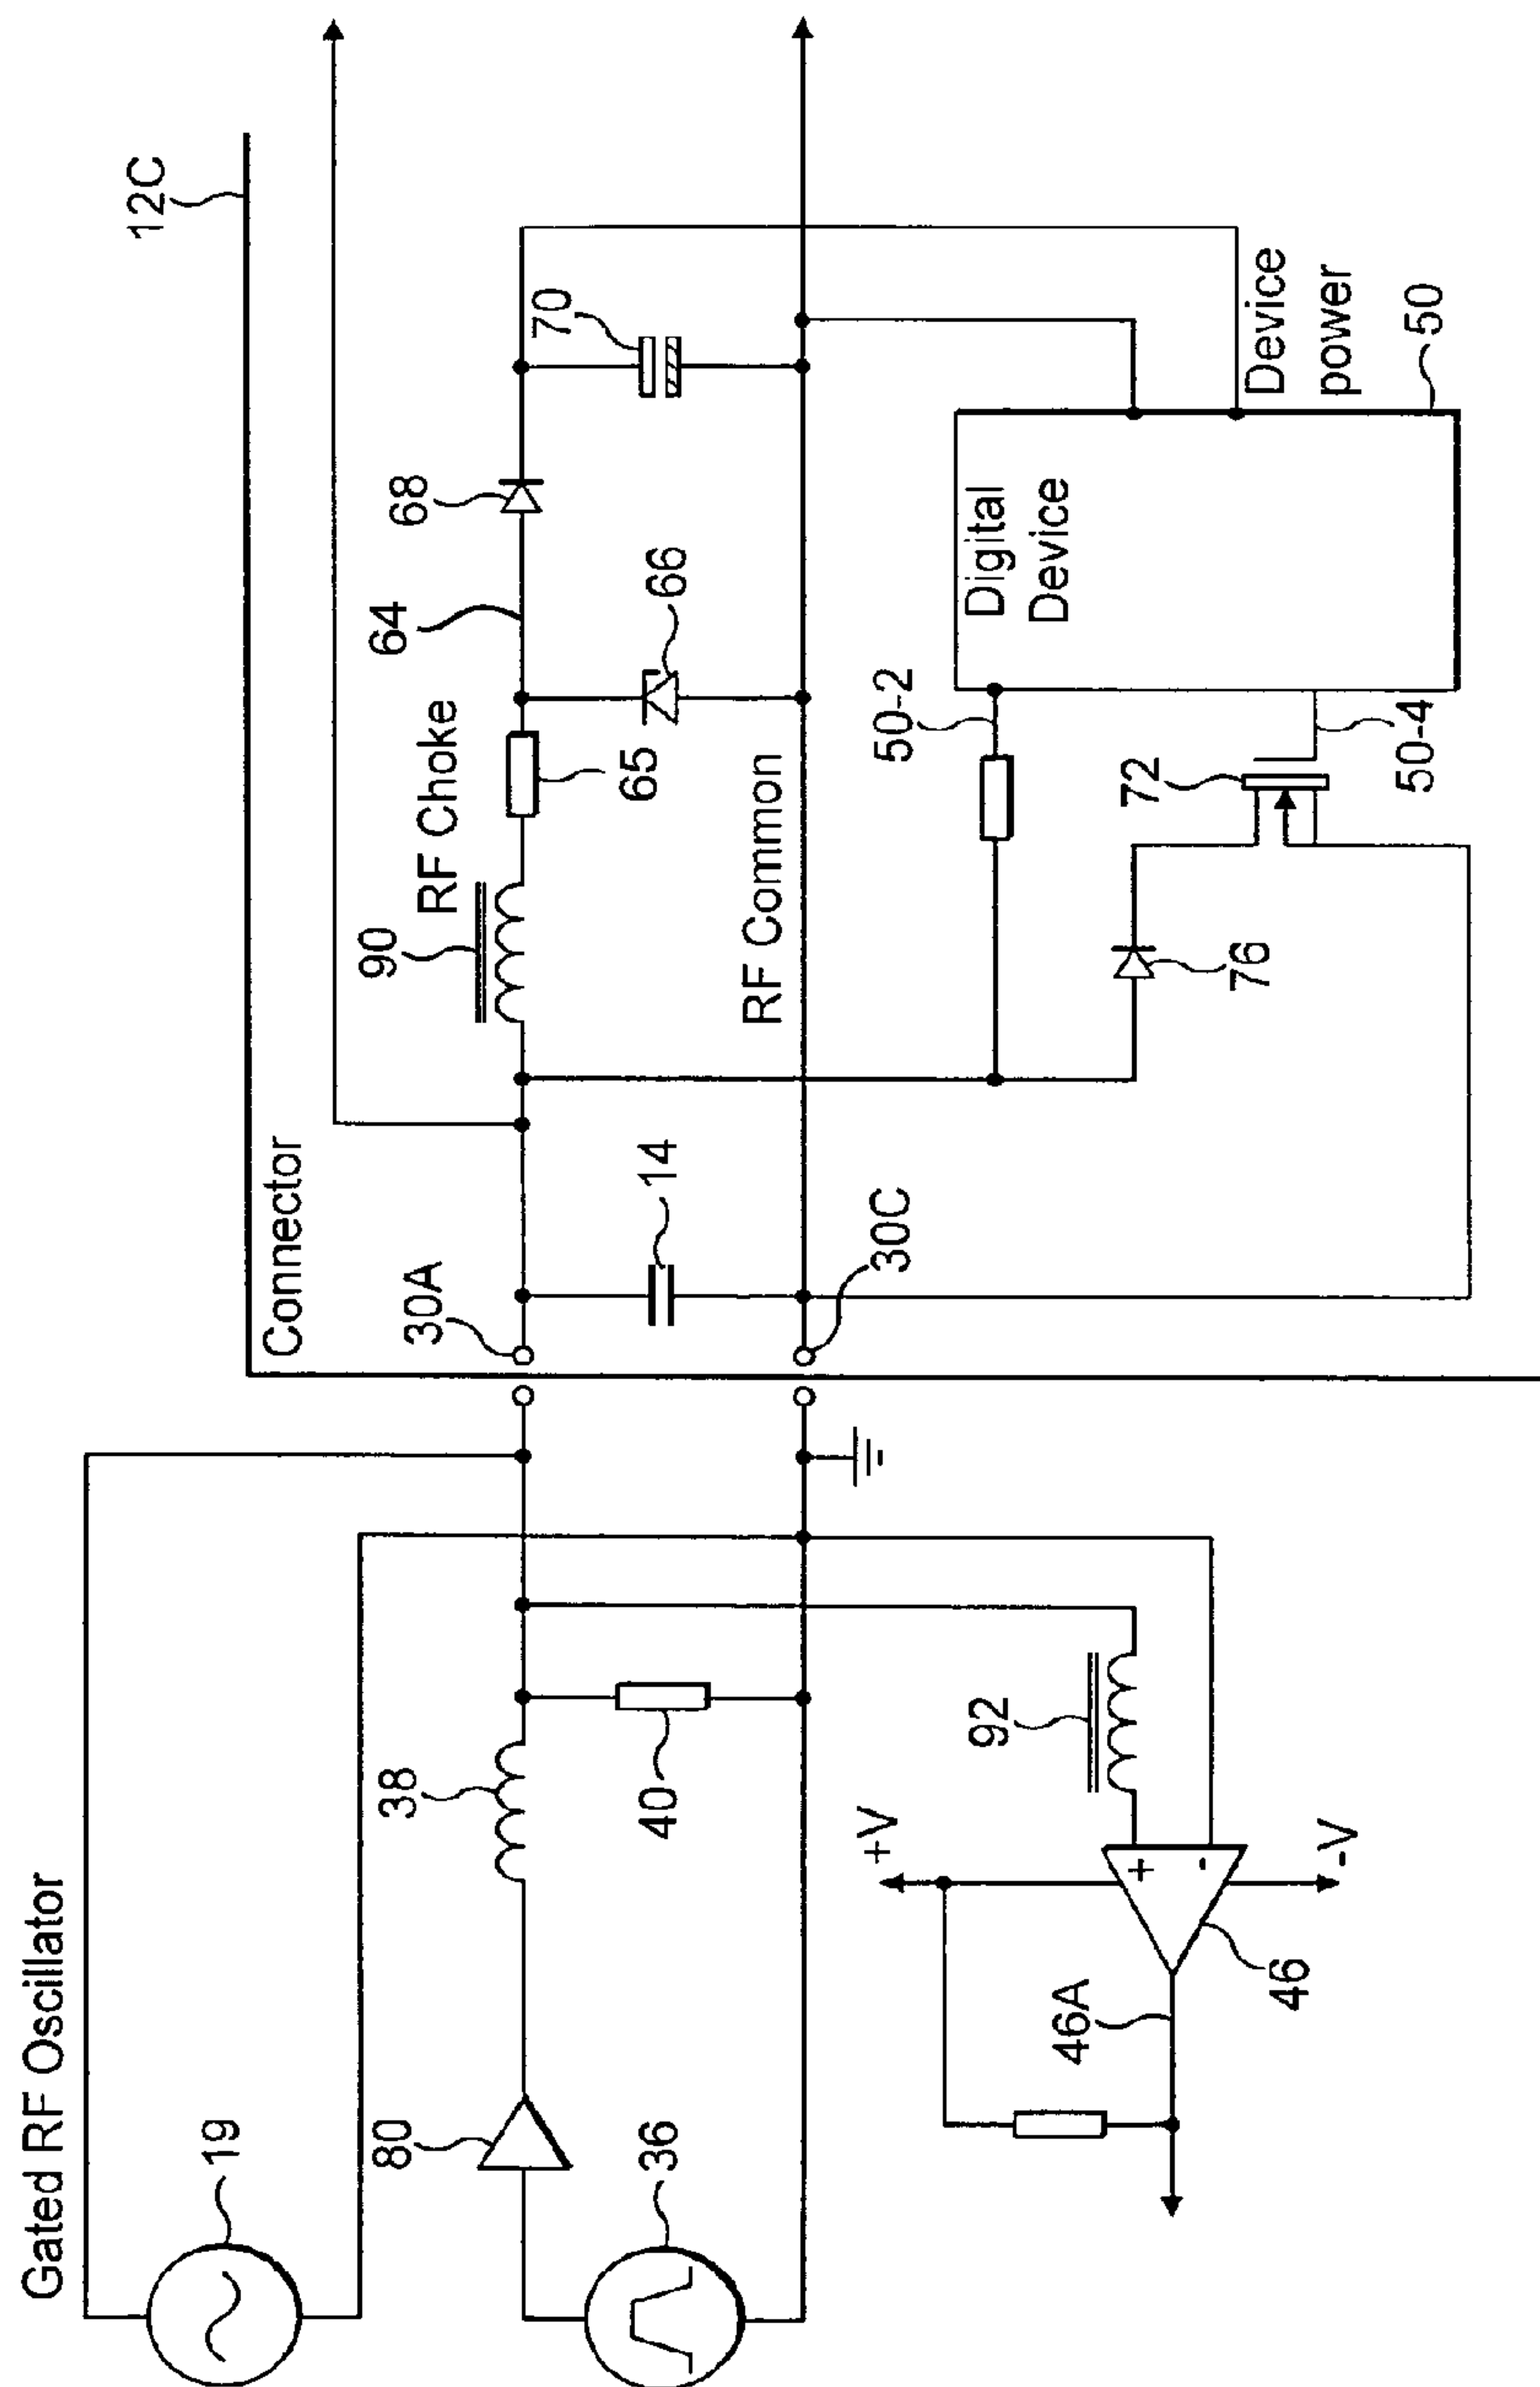 Gated RF Oscillator
19
80
36
38
40
92
+V
-V
46
46A
+
-
12C
Connector
30A
30C
14
90
RF Choke
65
64
66
68
70
RF Common
50-2
50-4
72
76
Digital
Device
Device
power
50